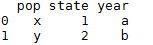 pop state year
0 x 1 a
1 y 2 b